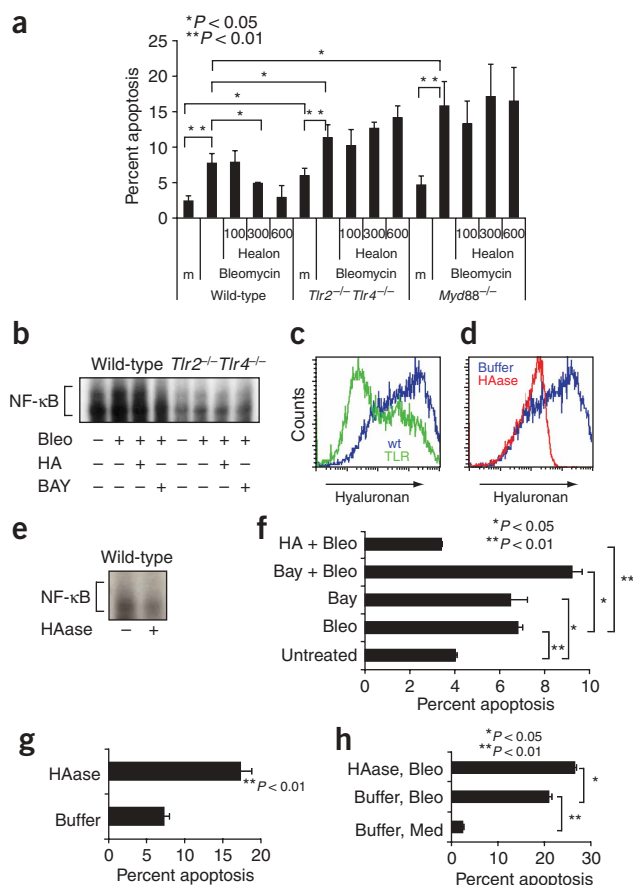 a
*P < 0.05
**P < 0.01
Percent apoptosis
25
20
15
10
5
0
*
*
*
* *
*
* *
* *
100 300 600
100 300 600
100 300 600
Healon
Healon
Healon
m
Bleomycin
m
Bleomycin
m
Bleomycin
Wild-type
Tlr2–/– Tlr4–/–
Myd88–/–
b
Wild-type Tlr2–/– Tlr4–/–
NF-κB
Bleo – + + + – + + +
HA – – + – – – + –
BAY – – – + – – – +
c
Counts
wt
TLR
Hyaluronan
d
Buffer
HAase
Hyaluronan
e
Wild-type
NF-κB
HAase – +
f
*P < 0.05
**P < 0.01
HA + Bleo
Bay + Bleo
Bay
Bleo
Untreated
**
*
*
**
0 2 4 6 8 10
Percent apoptosis
g
HAase
**P < 0.01
Buffer
0 5 10 15 20
Percent apoptosis
h
*P < 0.05
**P < 0.01
HAase, Bleo
Buffer, Bleo
Buffer, Med
*
**
0 10 20 30
Percent apoptosis